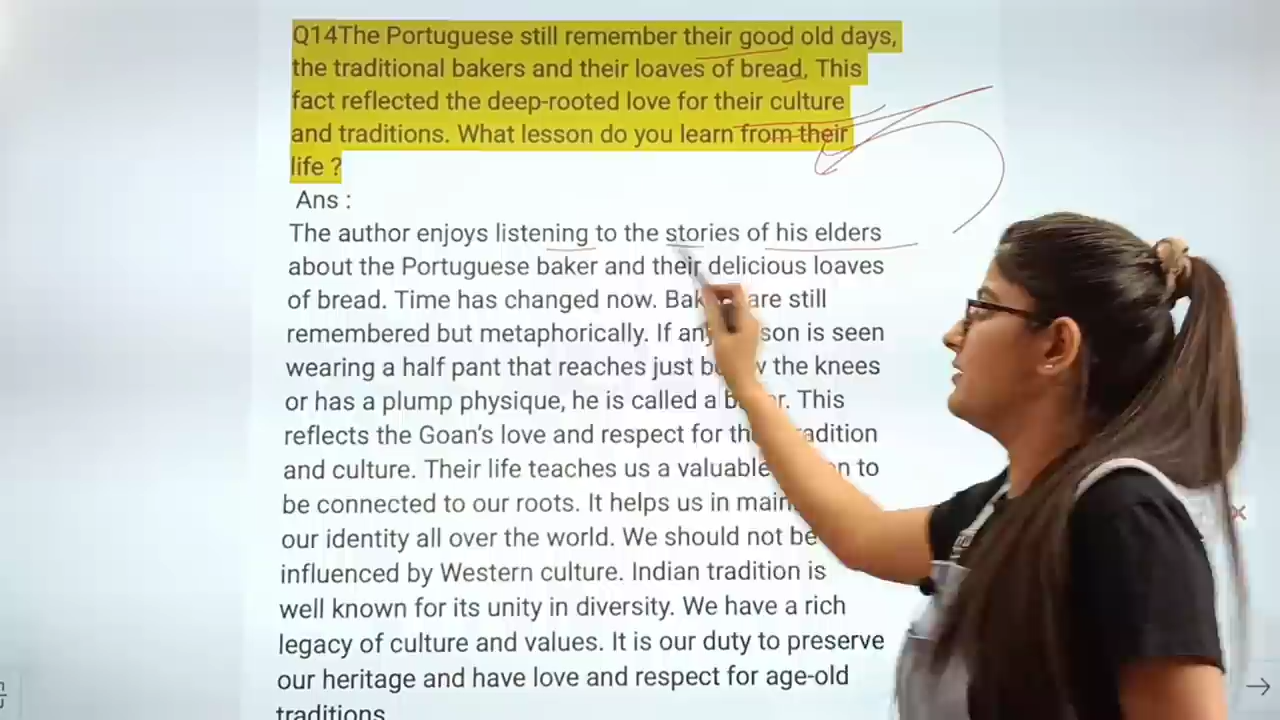 Q14The Portuguese still remember their good old days,
the traditional bakers and their loaves of bread, This
fact reflected the deep-rooted love for their culture
and traditions. What lesson do you learn from their
life ?
Ans :
The author enjoys listening to the stories of his elders
about the Portuguese baker and their delicious loaves
of bread. Time has changed now. are still
remembered but metaphorically. If is seen
wearing a half pant that reaches just the knees
or has a plump physique, he is called a This
reflects the Goan's love and respect for
and culture. Their life teaches us a valuable to
be connected to our roots. It helps us in
our identity all over the world. We should not be
influenced by Western culture. Indian tradition is
well known for its unity in diversity. We have a rich
legacy of culture and values. It is our duty to preserve
our heritage and have love and respect for age-old
traditions